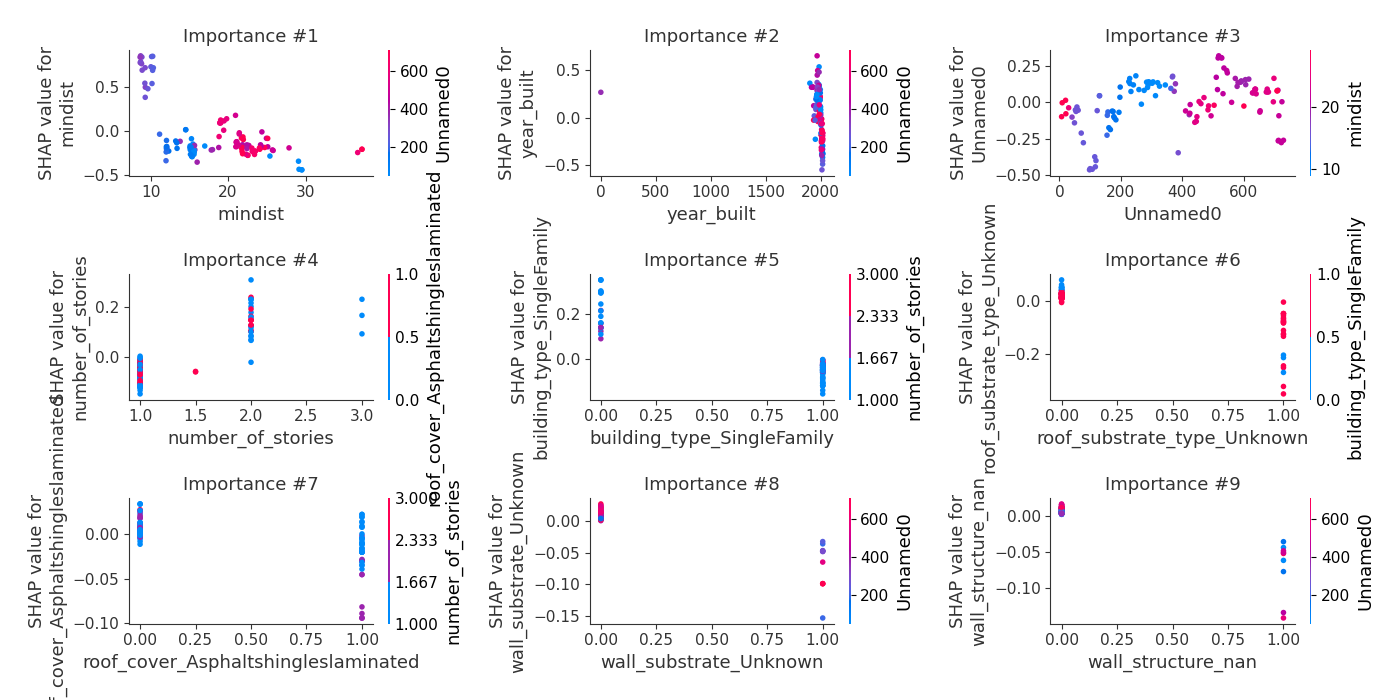 Importance #1
SHAP value for
mindist
0.5
0.0
−0.5
10
20
30
mindist
600
400
200
Unnamed0
Importance #2
SHAP value for
year_built
0.5
0.0
−0.5
0
500
1000
1500
2000
year_built
600
400
200
Unnamed0
Importance #3
SHAP value for
Unnamed0
0.25
0.00
−0.25
−0.50
0
200
400
600
Unnamed0
20
10
mindist
Importance #4
SHAP value for
number_of_stories
0.2
0.0
1.0
1.5
2.0
2.5
3.0
number_of_stories
1.0
0.5
0.0
roof_cover_Asphaltshingleslaminated
Importance #5
SHAP value for
building_type_SingleFamily
0.2
0.0
0.00
0.25
0.50
0.75
1.00
building_type_SingleFamily
3.000
2.333
1.667
1.000
number_of_stories
Importance #6
SHAP value for
roof_substrate_type_Unknown
0.0
−0.2
0.00
0.25
0.50
0.75
1.00
roof_substrate_type_Unknown
1.0
0.5
0.0
building_type_SingleFamily
Importance #7
SHAP value for
f_cover_Asphaltshingleslaminated
0.00
−0.05
−0.10
0.00
0.25
0.50
0.75
1.00
roof_cover_Asphaltshingleslaminated
3.000
2.333
1.667
1.000
number_of_stories
Importance #8
SHAP value for
wall_substrate_Unknown
0.00
−0.05
−0.10
−0.15
0.00
0.25
0.50
0.75
1.00
wall_substrate_Unknown
600
400
200
Unnamed0
Importance #9
SHAP value for
wall_structure_nan
0.00
−0.05
−0.10
0.00
0.25
0.50
0.75
1.00
wall_structure_nan
600
400
200
Unnamed0